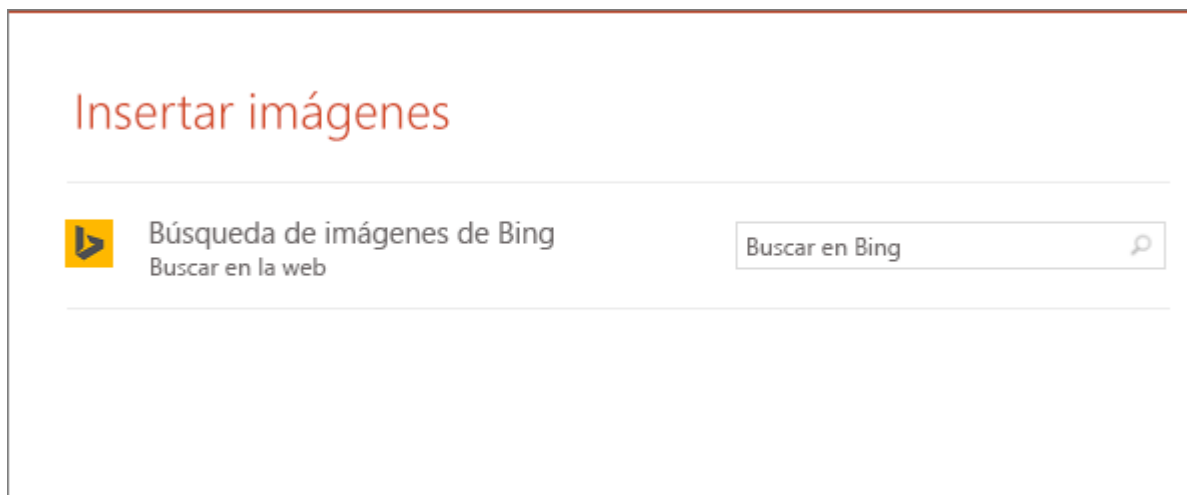 Insertar imágenes
Búsqueda de imágenes de Bing
Buscar en la web
Buscar en Bing